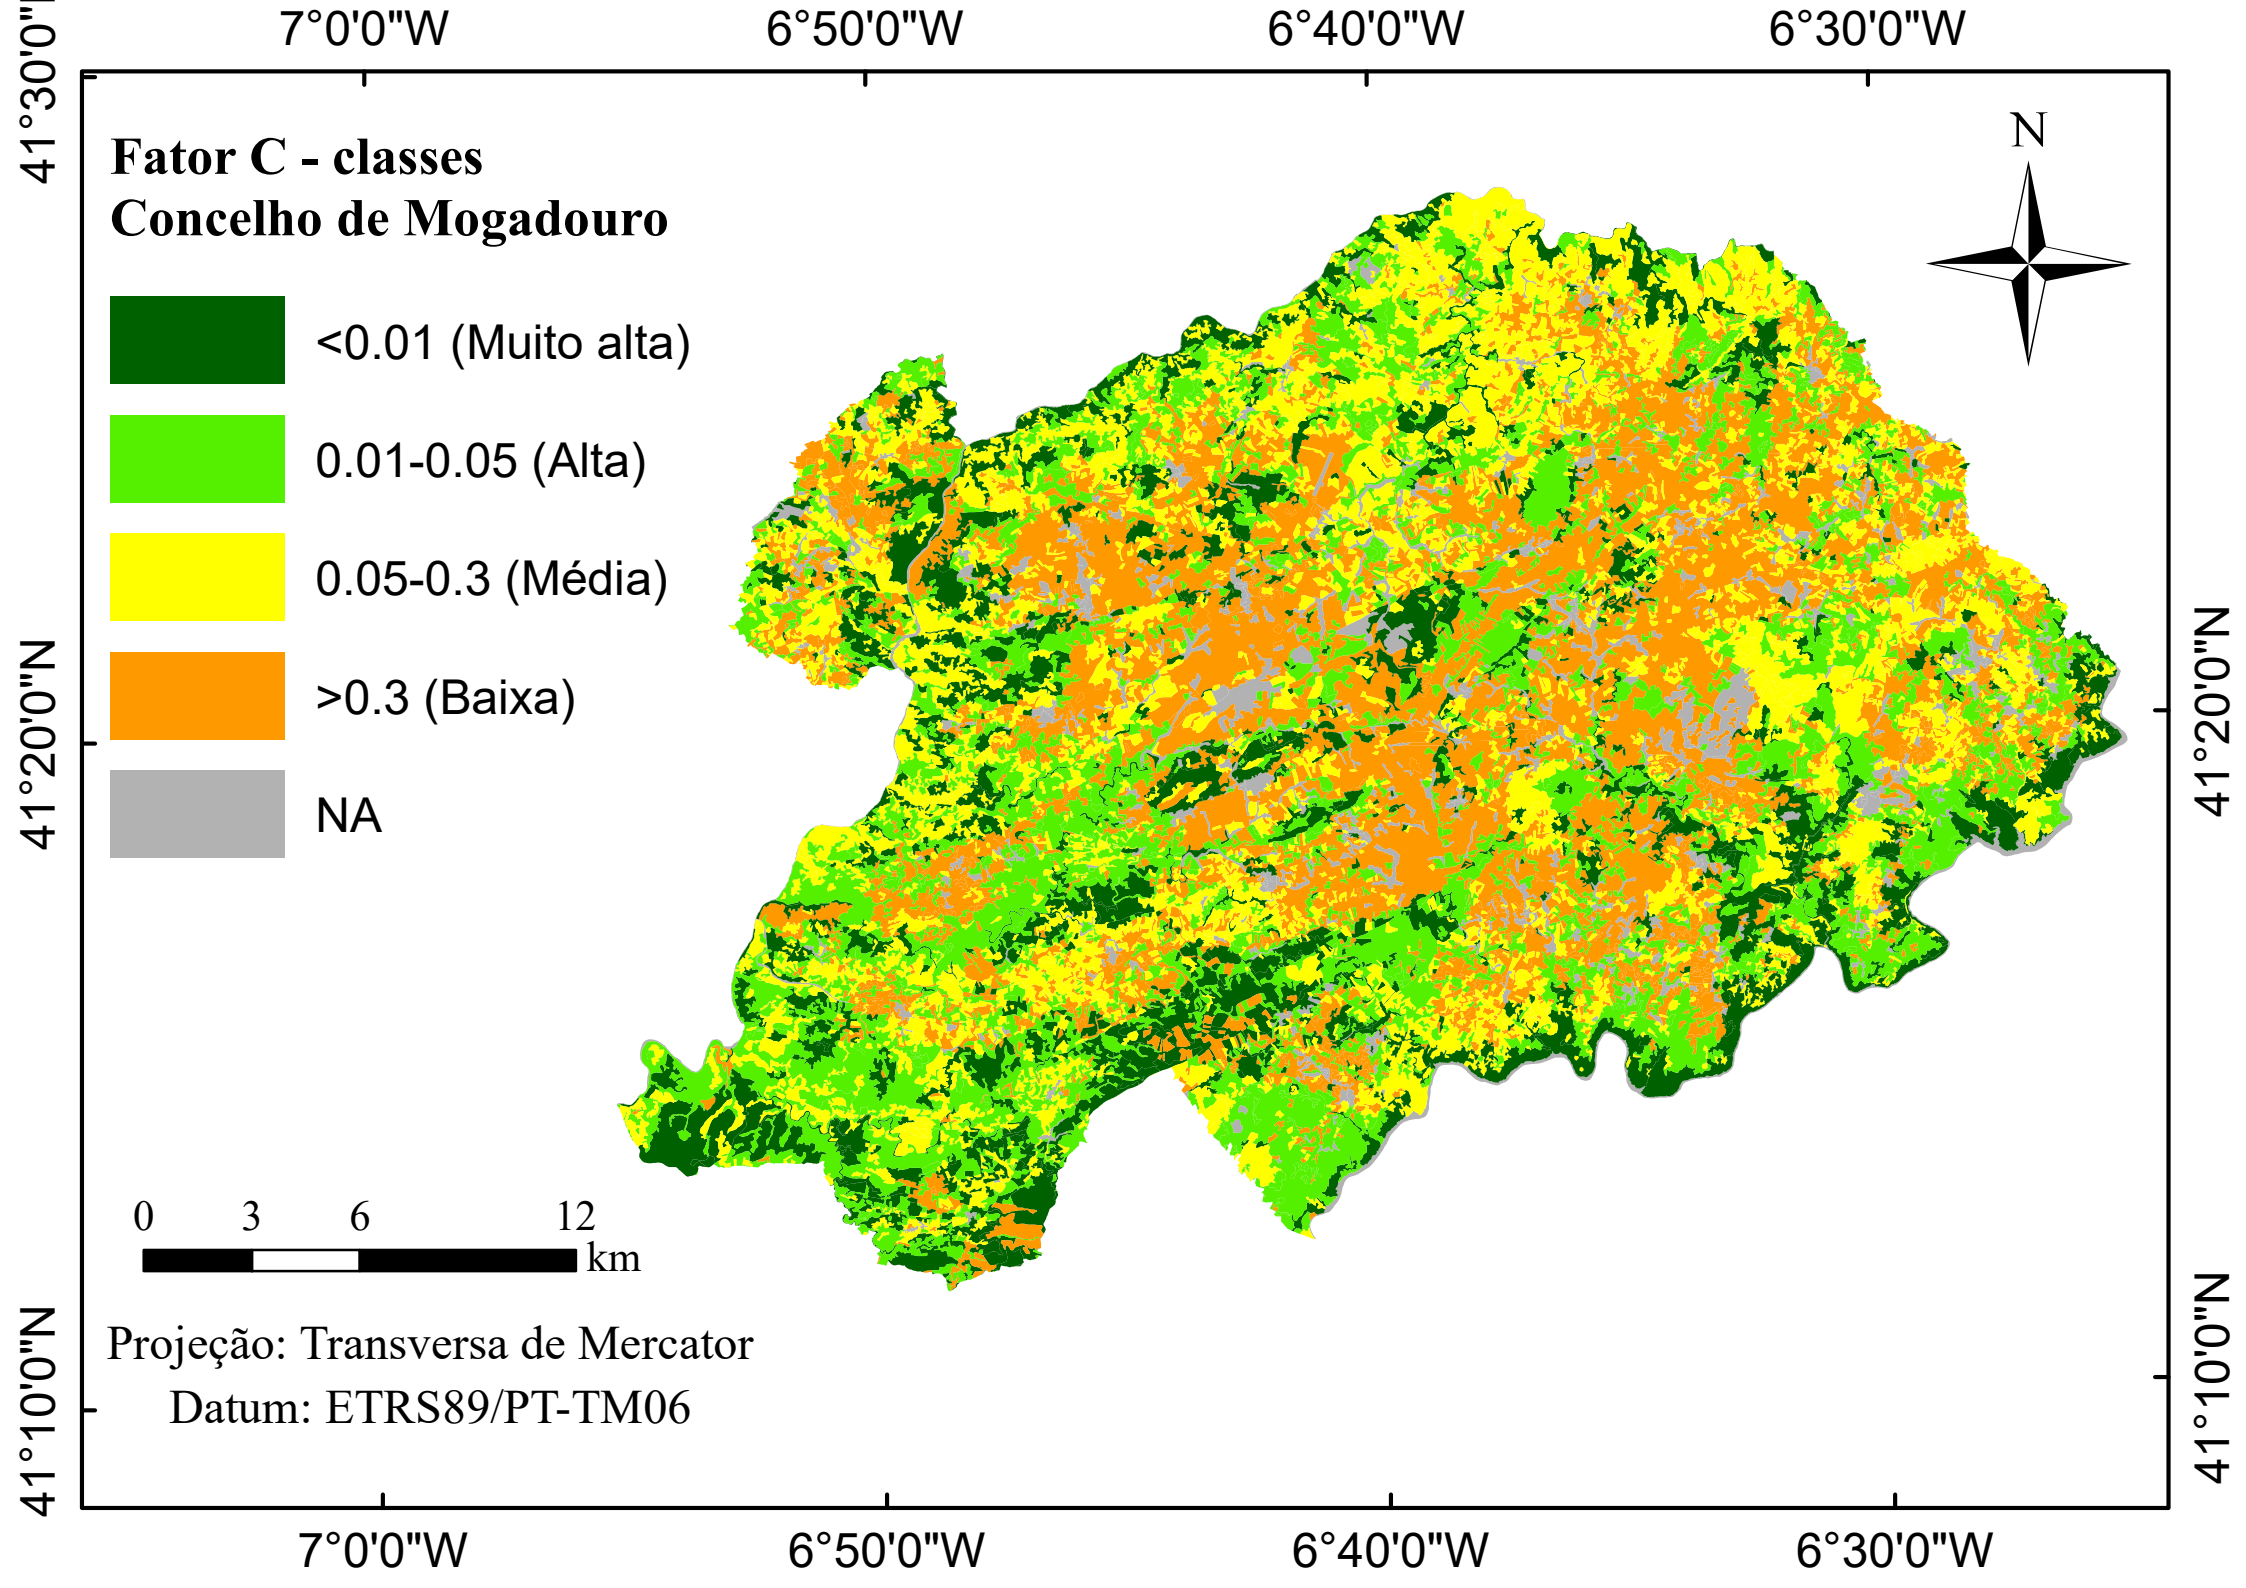 7°0'0"W 6°50'0"W 6°40'0"W 6°30'0"W
41°30'0"
N
Fator C - classes
Concelho de Mogadouro
<0.01 (Muito alta)
0.01-0.05 (Alta)
0.05-0.3 (Média)
>0.3 (Baixa)
NA
41°20'0"N
41°20'0"N
0 3 6 12
km
Projeção: Transversa de Mercator
Datum: ETRS89/PT-TM06
41°10'0"N
41°10'0"N
7°0'0"W 6°50'0"W 6°40'0"W 6°30'0"W